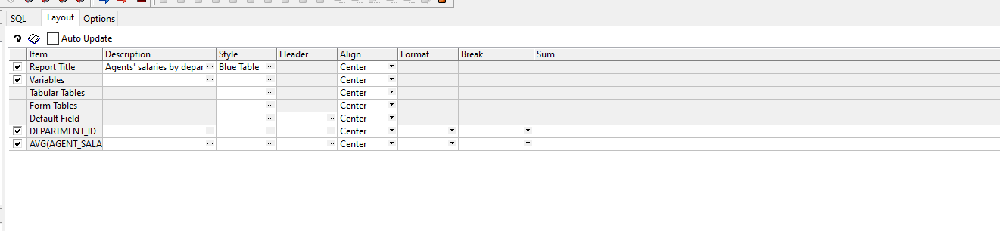 SQL Layout Options
Auto Update
Item Description Style Header Align Format Break Sum
Report Title Agents' salaries by depar ... Blue Table ... Center
Variables ... Center
Tabular Tables ... Center
Form Tables ... Center
Default Field ... ... Center
DEPARTMENT_ID ... ... ... Center
AVG(AGENT_SALA ... ... ... Center